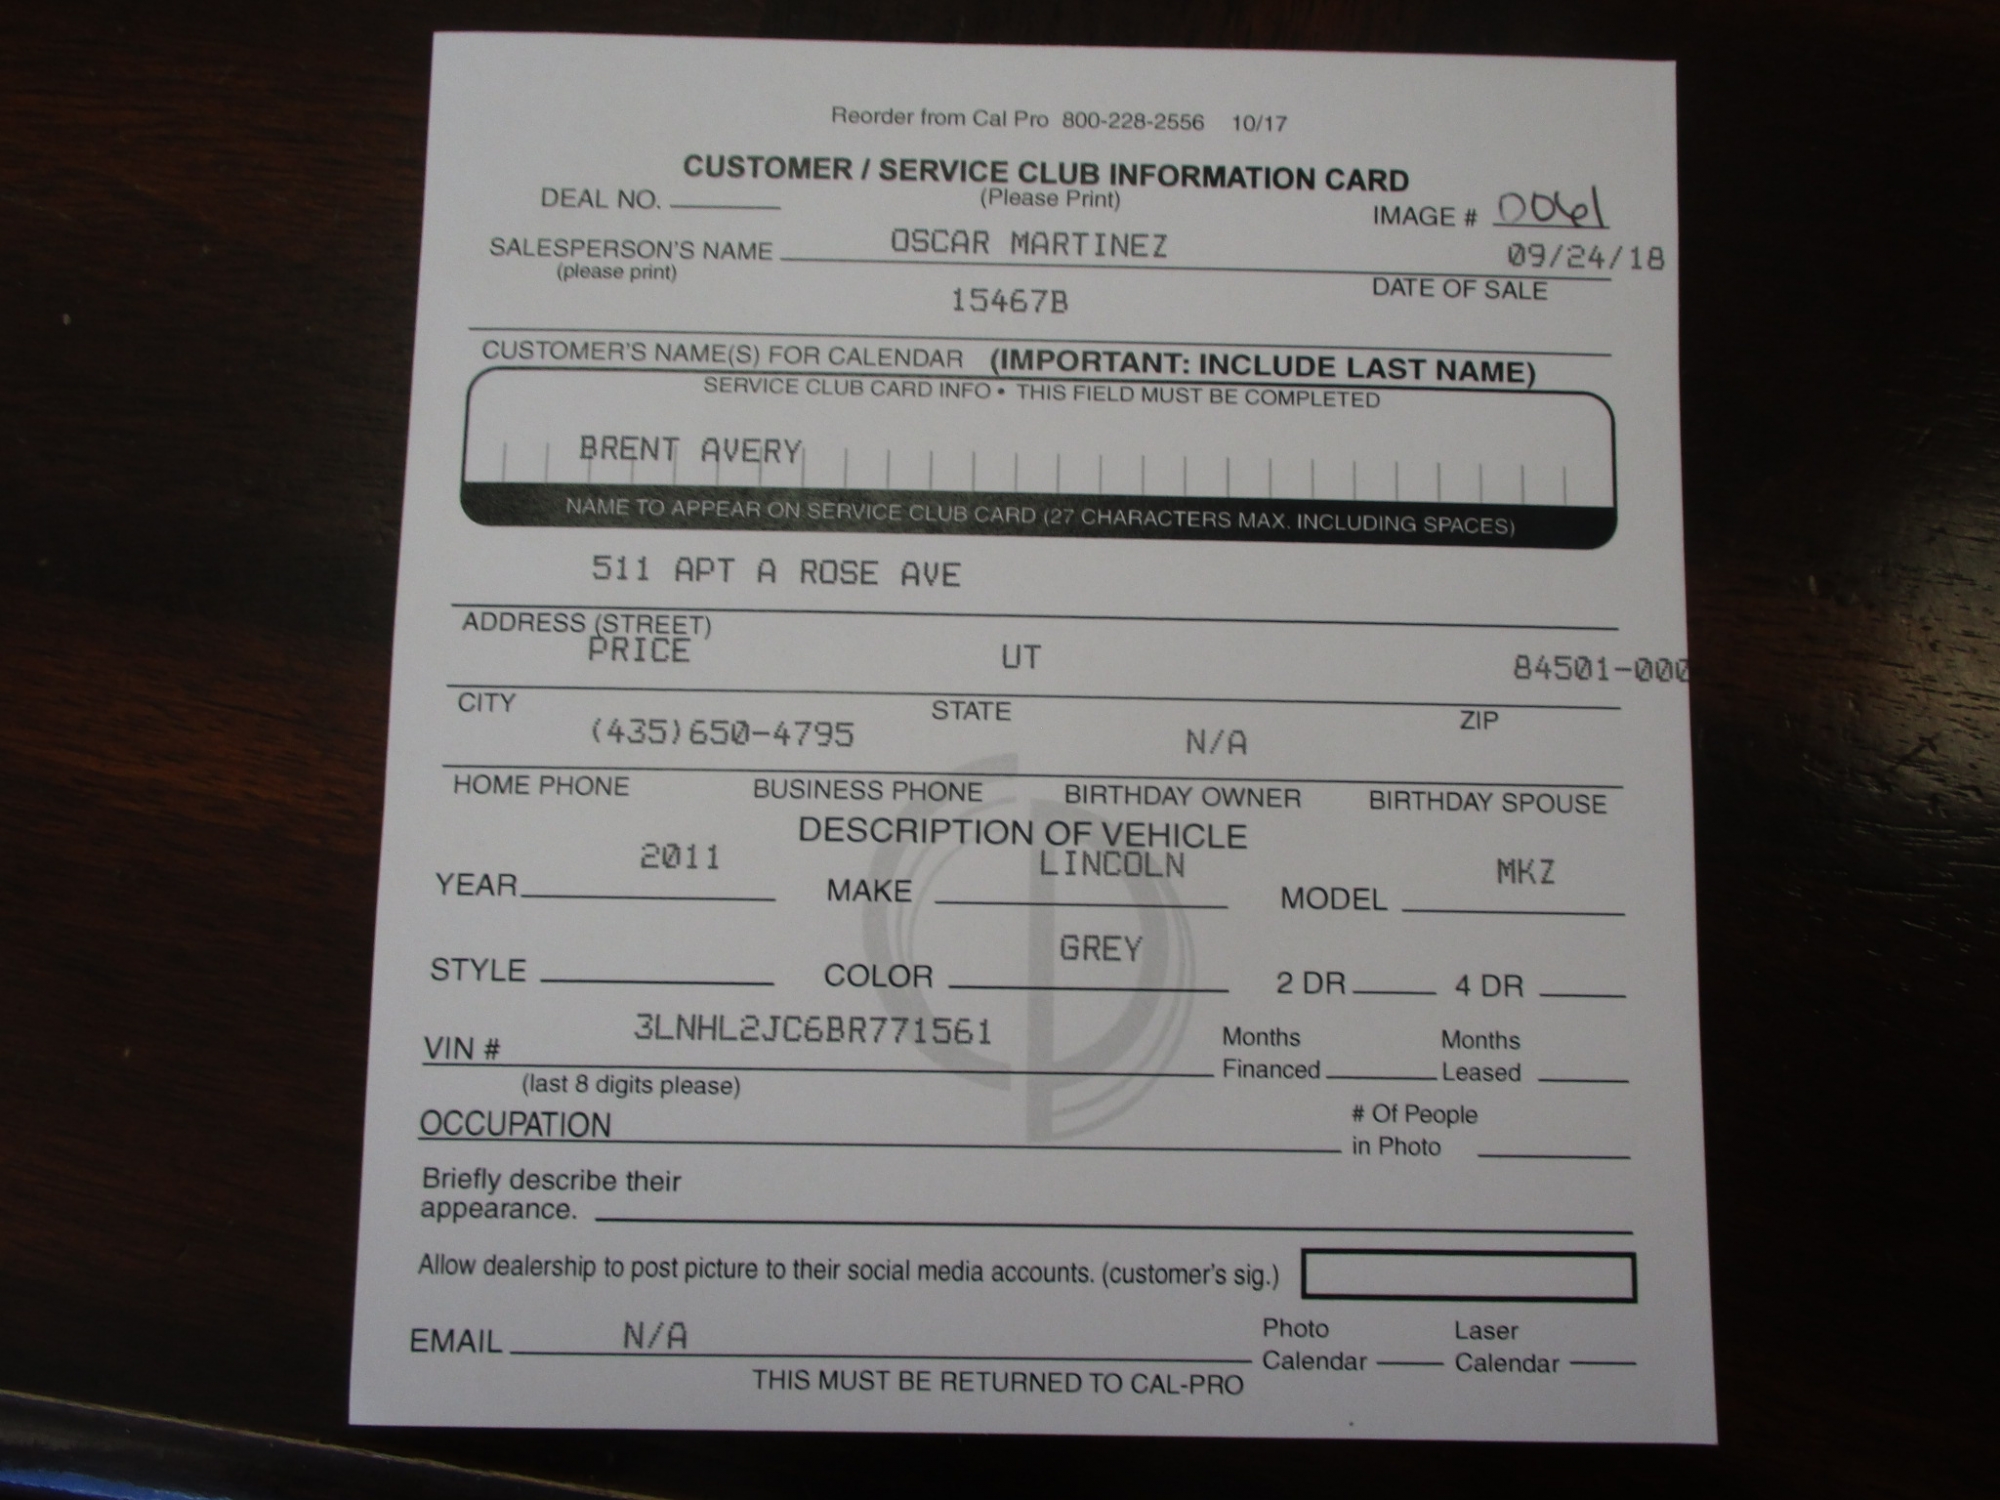 Reorder from Cal Pro 800-228-2556 10/17
CUSTOMER / SERVICE CLUB INFORMATION CARD
DEAL NO. (Please Print) IMAGE # 0061
SALESPERSON'S NAME OSCAR MARTINEZ 09/24/18
(please print) DATE OF SALE
15467B
CUSTOMER'S NAME(S) FOR CALENDAR (IMPORTANT: INCLUDE LAST NAME)
SERVICE CLUB CARD INFO • THIS FIELD MUST BE COMPLETED
BRENT AVERY
NAME TO APPEAR ON SERVICE CLUB CARD (27 CHARACTERS MAX. INCLUDING SPACES)
511 APT A ROSE AVE
ADDRESS (STREET)
PRICE UT 84501-000
CITY STATE ZIP
(435)650-4795 N/A
HOME PHONE BUSINESS PHONE BIRTHDAY OWNER BIRTHDAY SPOUSE
DESCRIPTION OF VEHICLE
YEAR 2011 MAKE LINCOLN MODEL MKZ
STYLE COLOR GREY 2 DR 4 DR
VIN # 3LNHL2JC6BR771561 Months Financed Months Leased
(last 8 digits please)
OCCUPATION # Of People in Photo
Briefly describe their
appearance.
Allow dealership to post picture to their social media accounts. (customer's sig.)
EMAIL N/A Photo Calendar Laser Calendar
THIS MUST BE RETURNED TO CAL-PRO